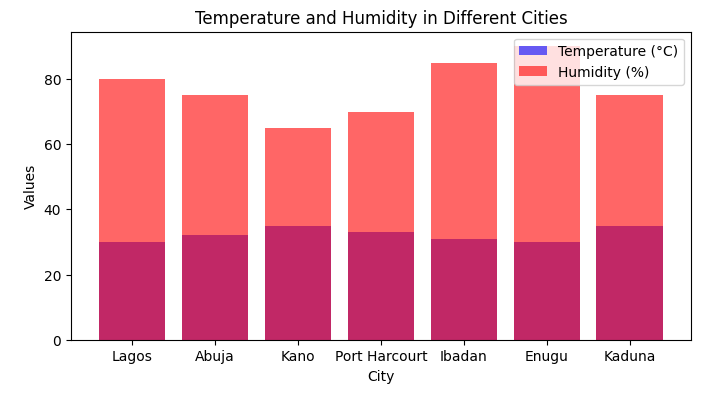 Temperature and Humidity in Different Cities
Temperature (°C)
Humidity (%)
Values
80
60
40
20
0
Lagos Abuja Kano Port Harcourt Ibadan Enugu Kaduna
City